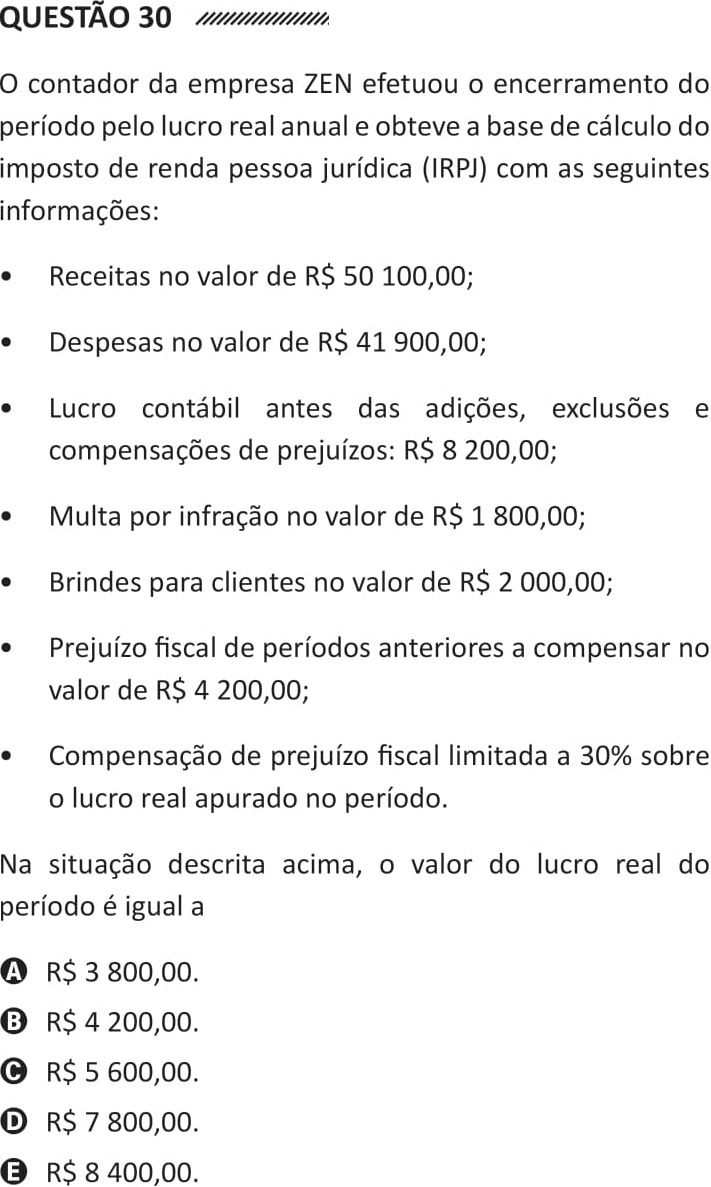 QUESTÃO 30
O contador da empresa ZEN efetuou o encerramento do
período pelo lucro real anual e obteve a base de cálculo do
imposto de renda pessoa jurídica (IRPJ) com as seguintes
informações:
• Receitas no valor de R$ 50 100,00;
• Despesas no valor de R$ 41 900,00;
• Lucro contábil antes das adições, exclusões e
compensações de prejuízos: R$ 8 200,00;
• Multa por infração no valor de R$ 1 800,00;
• Brindes para clientes no valor de R$ 2 000,00;
• Prejuízo fiscal de períodos anteriores a compensar no
valor de R$ 4 200,00;
• Compensação de prejuízo fiscal limitada a 30% sobre
o lucro real apurado no período.
Na situação descrita acima, o valor do lucro real do
período é igual a
A R$ 3 800,00.
B R$ 4 200,00.
C R$ 5 600,00.
D R$ 7 800,00.
E R$ 8 400,00.